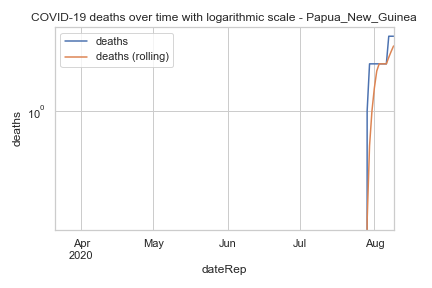 COVID-19 deaths over time with logarithmic scale - Papua_New_Guinea
deaths
deaths (rolling)
deaths
10⁰
Apr
2020
May
Jun
Jul
Aug
dateRep